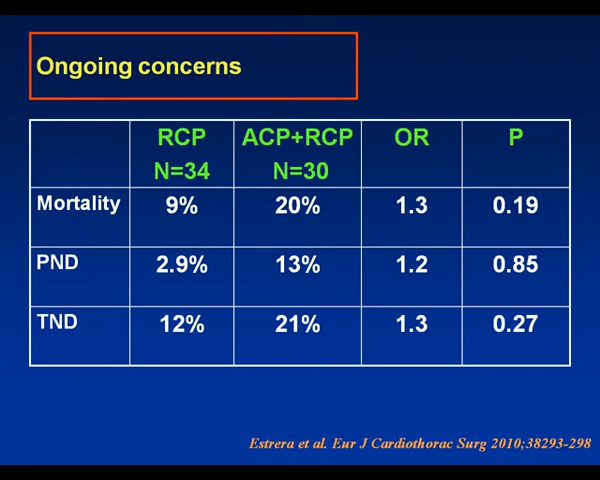 Ongoing concerns
RCP ACP+RCP OR P
N=34 N=30
Mortality 9% 20% 1.3 0.19
PND 2.9% 13% 1.2 0.85
TND 12% 21% 1.3 0.27
Estrera et al. Eur J Cardiothorac Surg 2010;38293-298